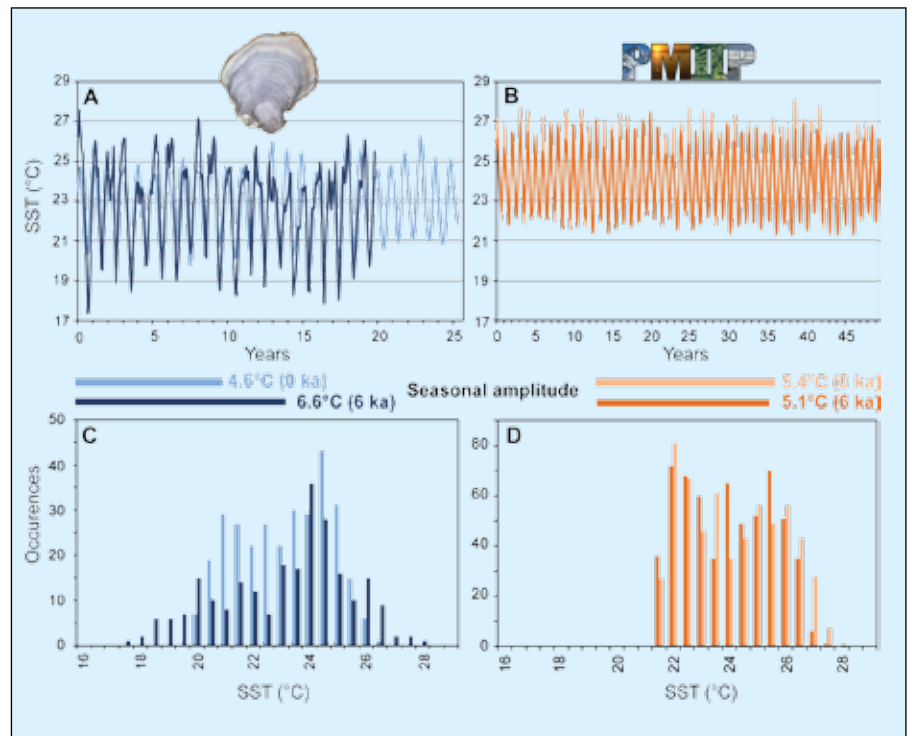 PMIIP
A
B
SST (°C)
29
27
25
23
21
19
17
0 5 10 15 20 25
Years
29
27
25
23
21
19
17
0 5 10 15 20 25 30 35 40 45
Years
4.6°C (0 ka)
6.6°C (6 ka)
Seasonal amplitude
5.4°C (0 ka)
5.1°C (6 ka)
C
D
Occurences
50
40
30
20
10
0
16 18 20 22 24 26 28
SST (°C)
80
60
40
20
0
16 18 20 22 24 26 28
SST (°C)